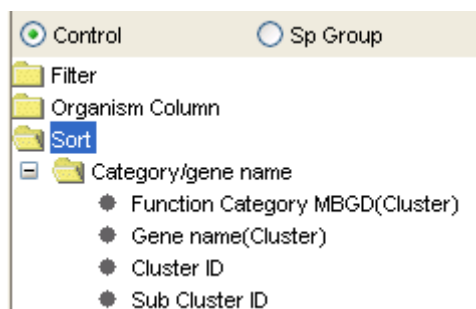 Control Sp Group
Filter
Organism Column
Sort
Category/gene name
Function Category MBGD(Cluster)
Gene name(Cluster)
Cluster ID
Sub Cluster ID